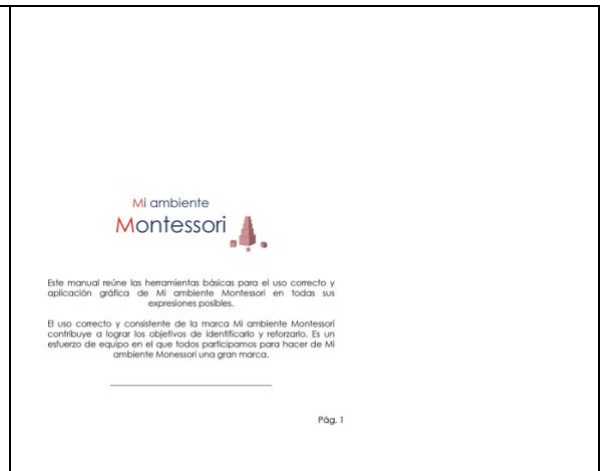 Mi ambiente
Montessori
Este manual reúne las herramientas básicas para el uso correcto y
aplicación gráfica de Mi ambiente Montessori en todas sus
expresiones posibles.
El uso correcto y consistente de la marca Mi ambiente Montessori
contribuye a lograr los objetivos de identificarlo y reforzarlo. Es un
esfuerzo de equipo en el que todos participamos para hacer de Mi
ambiente Monessori una gran marca.
Pág. 1